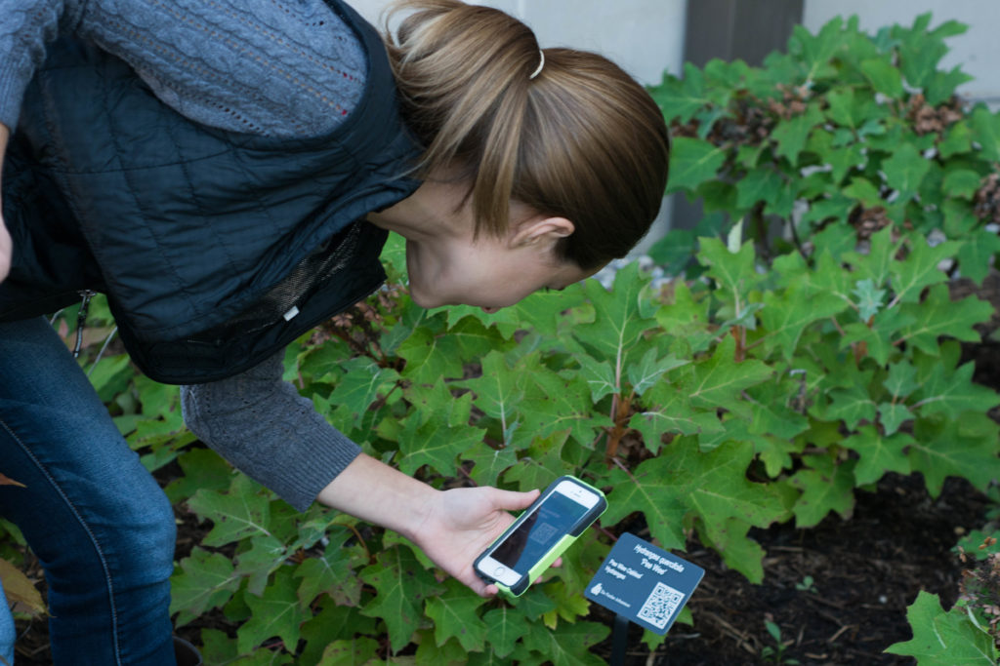 Hydrangea quercifolia
'Pee Wee'
Pee Wee Oakleaf
Hydrangea